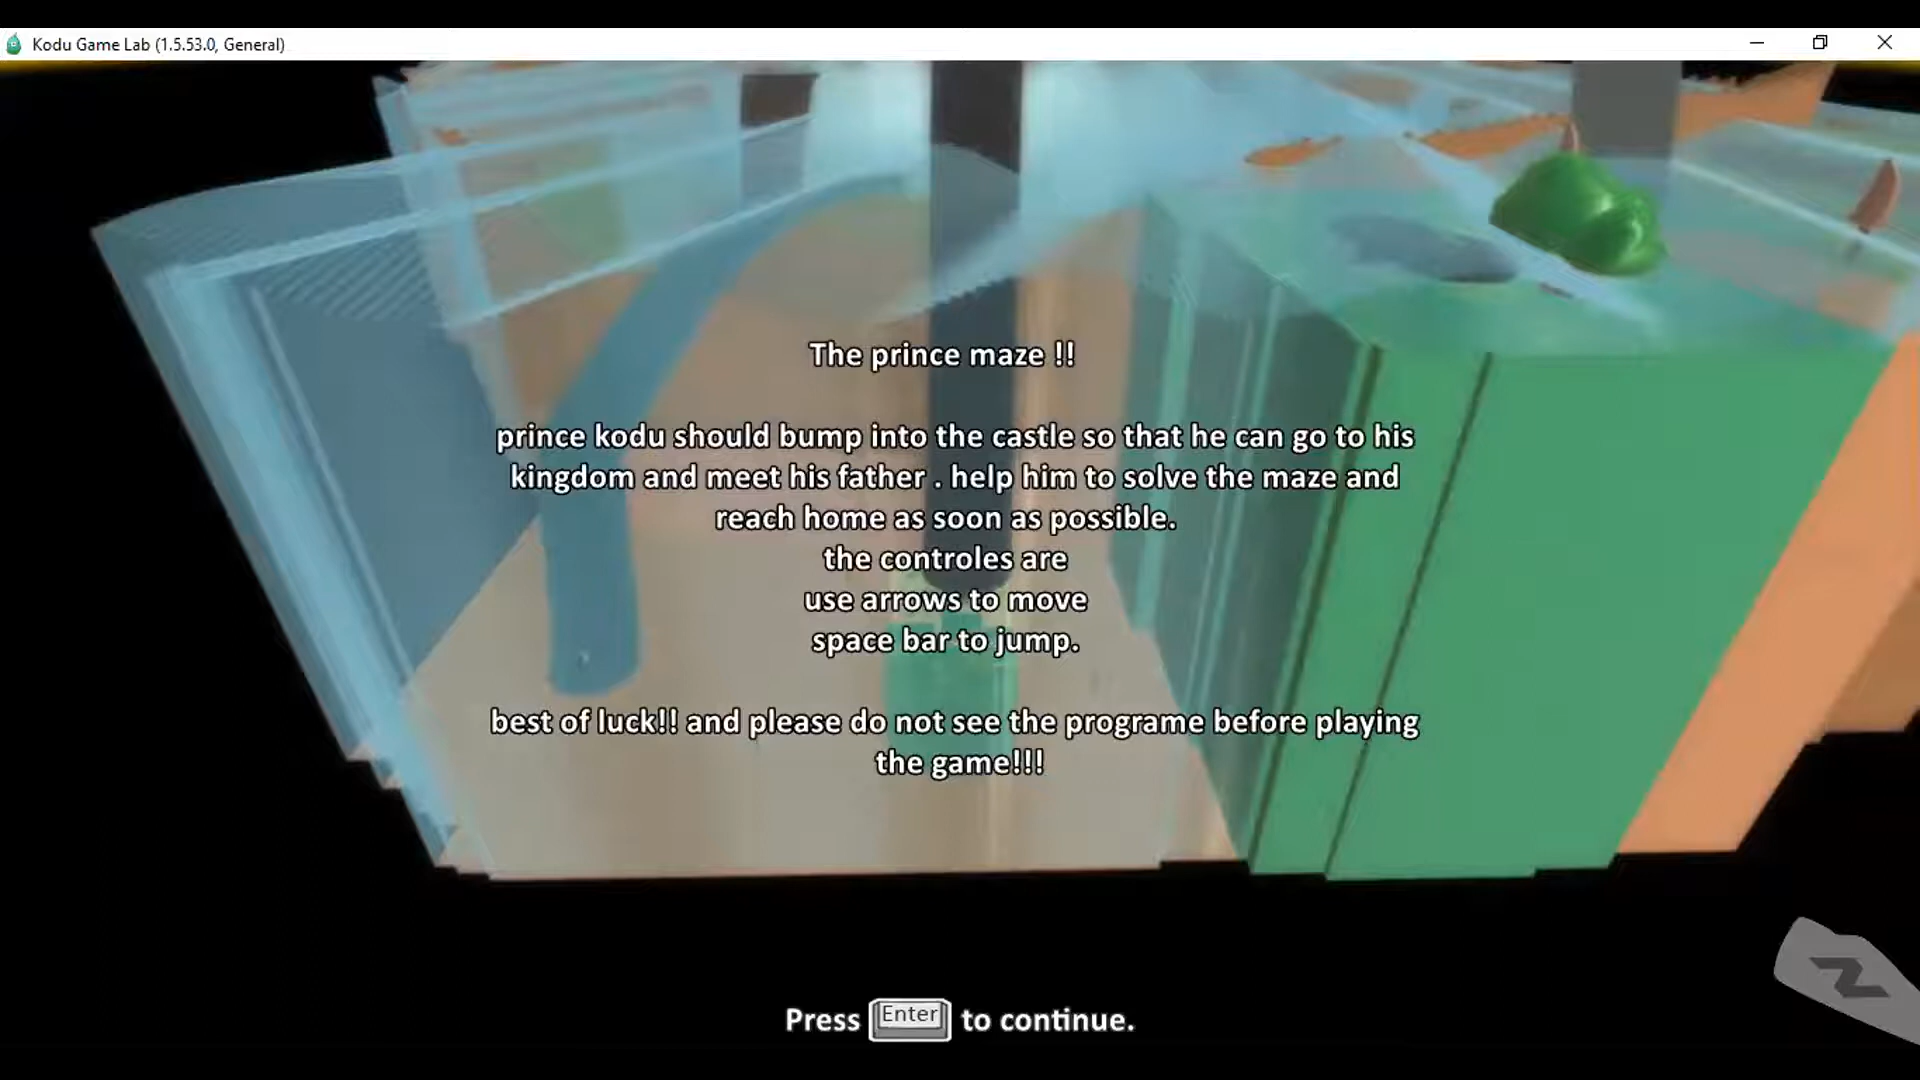 Kodu Game Lab (1.5.53.0, General)
The prince maze !!
prince kodu should bump into the castle so that he can go to his
kingdom and meet his father . help him to solve the maze and
reach home as soon as possible.
the controles are
use arrows to move
space bar to jump.
best of luck!! and please do not see the programe before playing
the game!!!
Press Enter to continue.